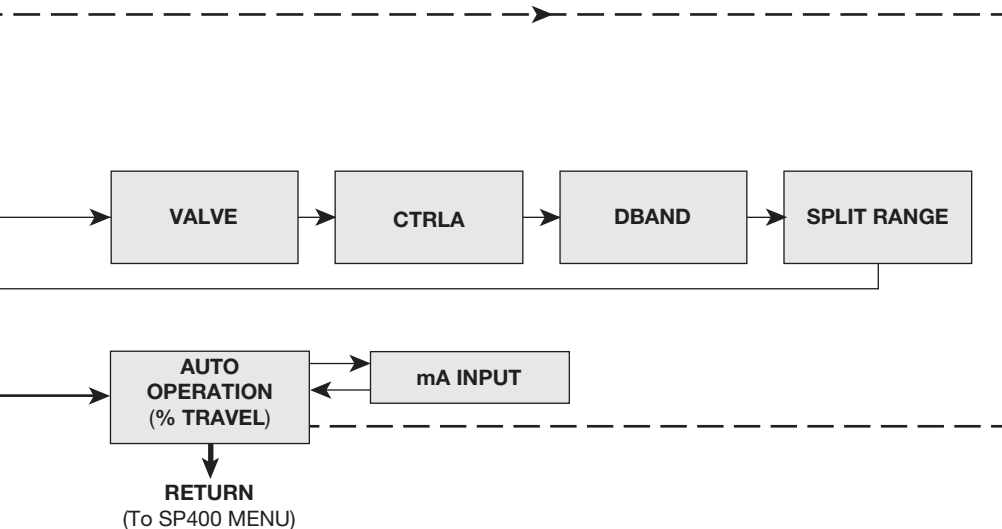 VALVE
CTRLA
DBAND
SPLIT RANGE
AUTO
OPERATION
(% TRAVEL)
mA INPUT
RETURN
(To SP400 MENU)